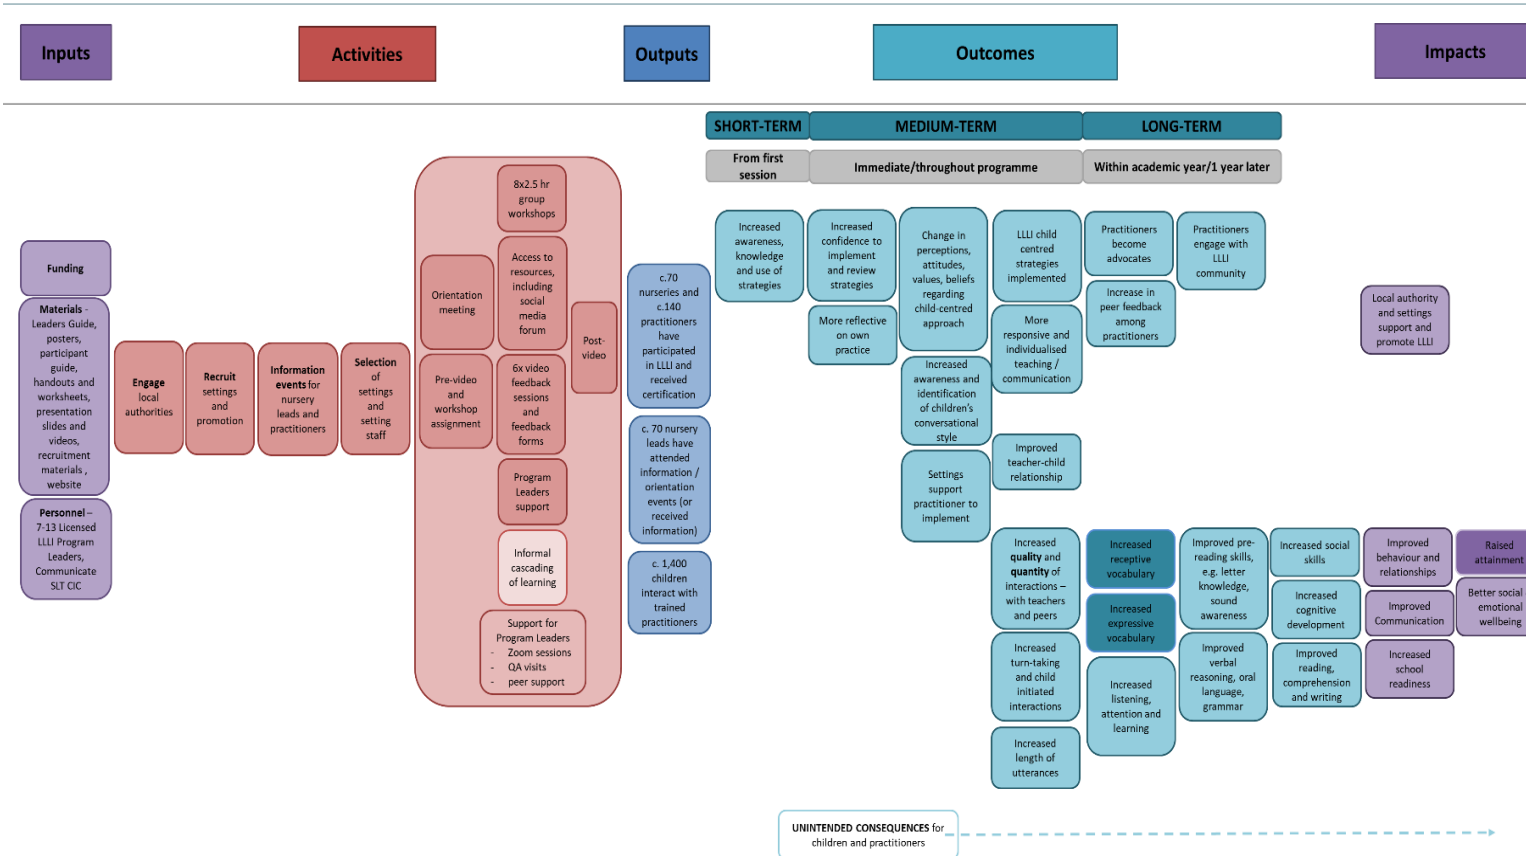 Inputs
Activities
Outputs
Outcomes
Impacts
SHORT-TERM
MEDIUM-TERM
LONG-TERM
From first
session
Immediate/throughout programme
Within academic year/1 year later
Funding
Materials -
Leaders Guide,
posters,
participant
guide,
handouts and
worksheets,
presentation
slides and
videos,
recruitment
materials ,
website
Personnel –
7-13 Licensed
LLLI Program
Leaders,
Communicate
SLT CIC
Engage
local
authorities
Recruit
settings
and
promotion
Information
events for
nursery
leads and
practitioners
Selection
of
settings
and
setting
staff
Orientation
meeting
Pre-video
and
workshop
assignment
8x2.5 hr
group
workshops
Access to
resources,
including
social
media
forum
6x video
feedback
sessions
and
feedback
forms
Program
Leaders
support
Informal
cascading
of learning
Support for
Program Leaders
- Zoom sessions
- QA visits
- peer support
Post-
video
c.70
nurseries and
c.140
practitioners
have
participated
in LLLI and
received
certification
c. 70 nursery
leads have
attended
information /
orientation
events (or
received
information)
c. 1,400
children
interact with
trained
practitioners
Increased
awareness,
knowledge
and use of
strategies
Increased
confidence to
implement
and review
strategies
More reflective
on own
practice
Change in
perceptions,
attitudes,
values, beliefs
regarding
child-centred
approach
Increased
awareness and
identification
of children's
conversational
style
Settings
support
practitioner to
implement
LLLI child
centred
strategies
implemented
More
responsive and
individualised
teaching /
communication
Improved
teacher-child
relationship
Increased
quality and
quantity of
interactions –
with teachers
and peers
Increased
turn-taking
and child
initiated
interactions
Increased
length of
utterances
Practitioners
become
advocates
Increase in
peer feedback
among
practitioners
Practitioners
engage with
LLLI
community
Increased
receptive
vocabulary
Increased
expressive
vocabulary
Increased
listening,
attention and
learning
Improved pre-
reading skills,
e.g. letter
knowledge,
sound
awareness
Improved
verbal
reasoning, oral
language,
grammar
Increased social
skills
Increased
cognitive
development
Improved
reading,
comprehension
and writing
Local authority
and settings
support and
promote LLLI
Improved
behaviour and
relationships
Improved
Communication
Increased
school
readiness
Raised
attainment
Better social
emotional
wellbeing
UNINTENDED CONSEQUENCES for
children and practitioners